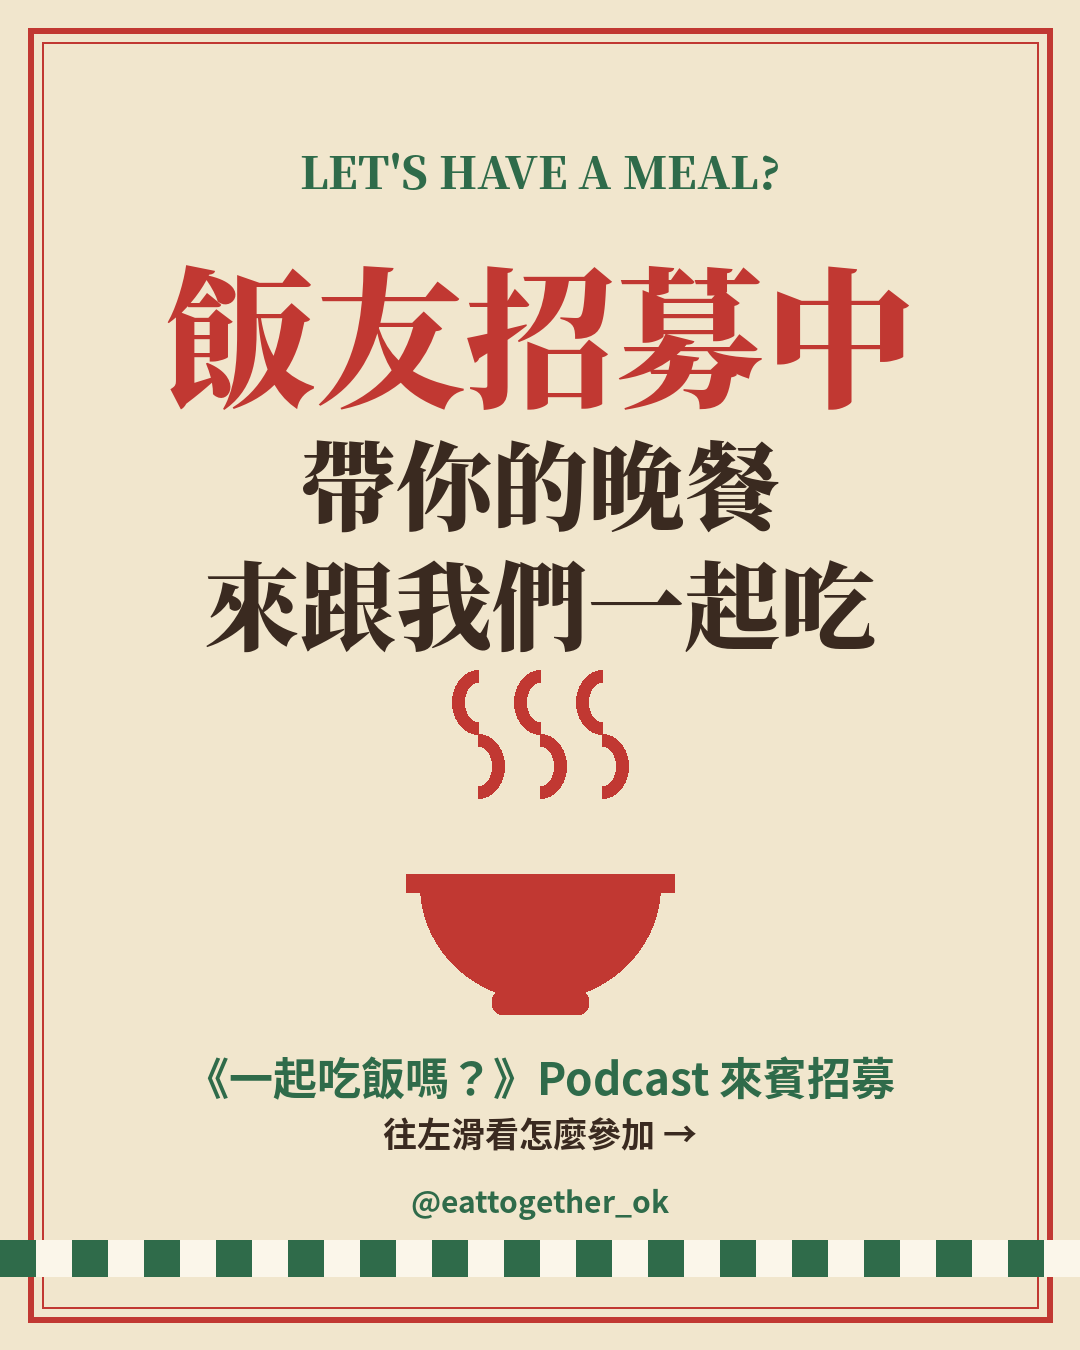 LET'S HAVE A MEAL?
飯友招募中
帶你的晚餐
來跟我們一起吃
《一起吃飯嗎？》Podcast 來賓招募
往左滑看怎麼參加 →
@eattogether_ok